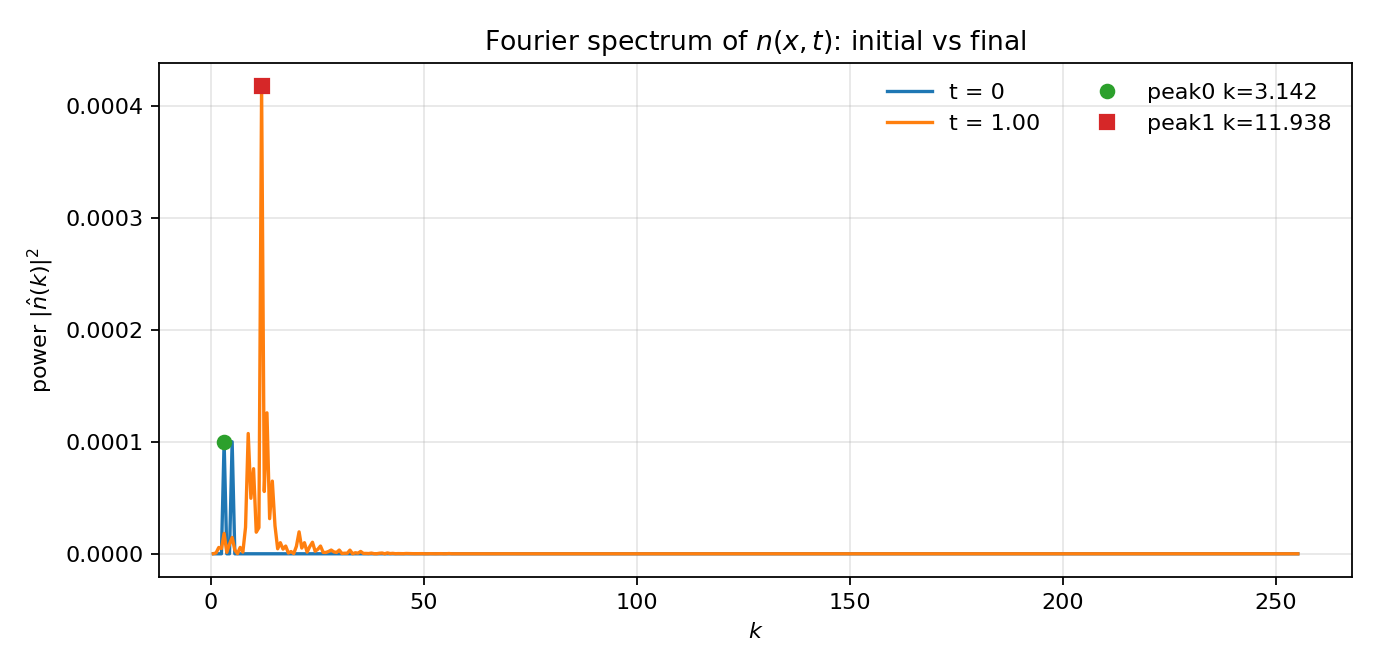 Fourier spectrum of n(x, t): initial vs final
t = 0
t = 1.00
peak0 k=3.142
peak1 k=11.938
power |n̂(k)|²
0.0004
0.0003
0.0002
0.0001
0.0000
0 50 100 150 200 250
k